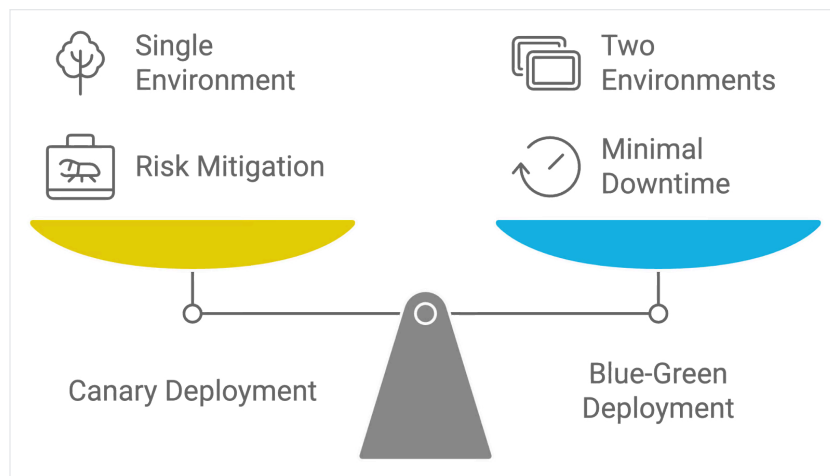 Single
Environment
Risk Mitigation
Two
Environments
Minimal
Downtime
Canary Deployment
Blue-Green
Deployment